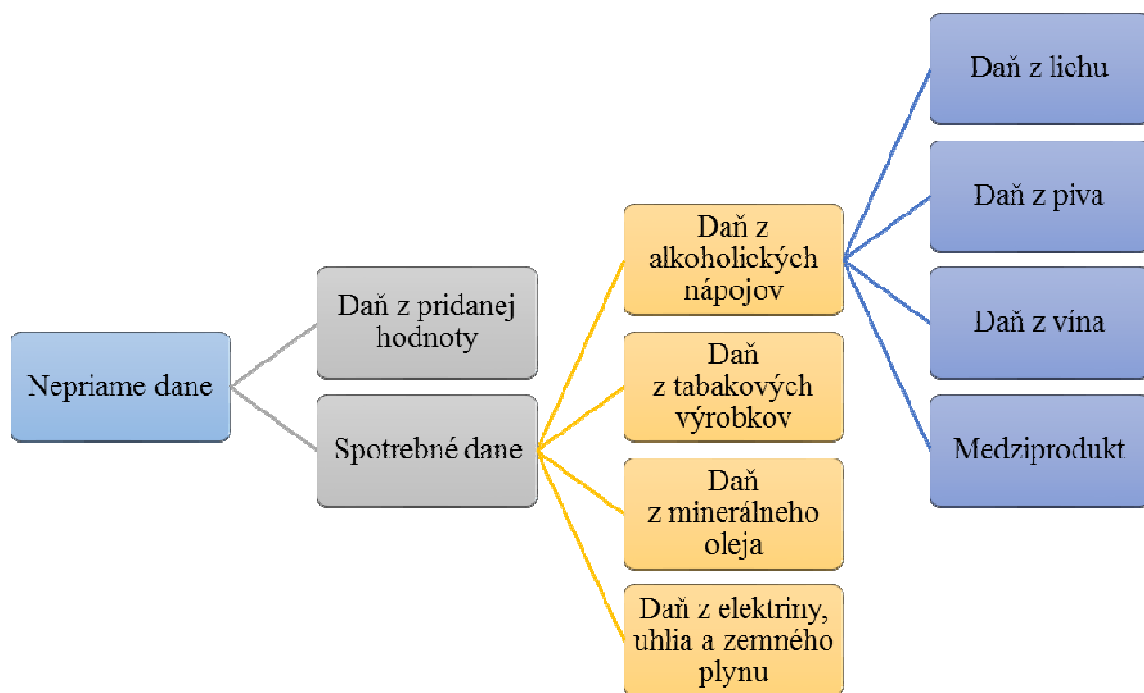 Nepriame dane
Daň z pridanej
hodnoty
Spotrebné dane
Daň z
alkoholických
nápojov
Daň
z tabakových
výrobkov
Daň
z minerálneho
oleja
Daň z elektriny,
uhlia a zemného
plynu
Daň z liehu
Daň z piva
Daň z vína
Medziprodukt